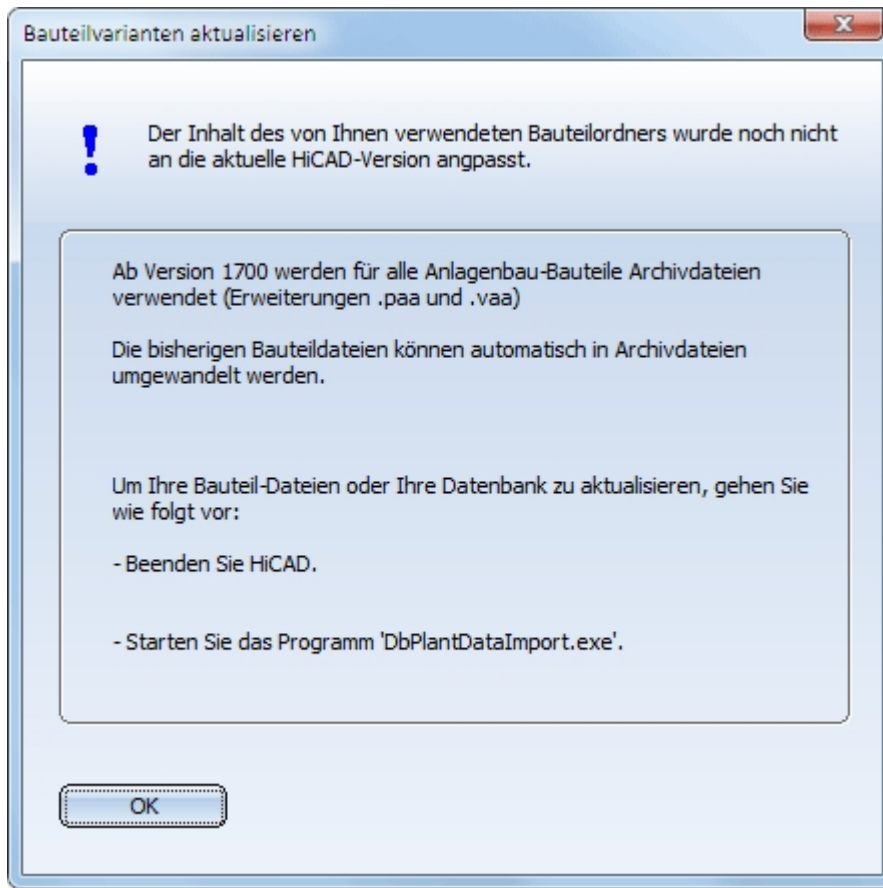 Bauteilvarianten aktualisieren
Der Inhalt des von Ihnen verwendeten Bauteilordners wurde noch nicht
an die aktuelle HiCAD-Version angpasst.
Ab Version 1700 werden für alle Anlagenbau-Bauteile Archivdateien
verwendet (Erweiterungen .paa und .vaa)
Die bisherigen Bauteildateien können automatisch in Archivdateien
umgewandelt werden.
Um Ihre Bauteil-Dateien oder Ihre Datenbank zu aktualisieren, gehen Sie
wie folgt vor:
- Beenden Sie HiCAD.
- Starten Sie das Programm 'DbPlantDataImport.exe'.
OK